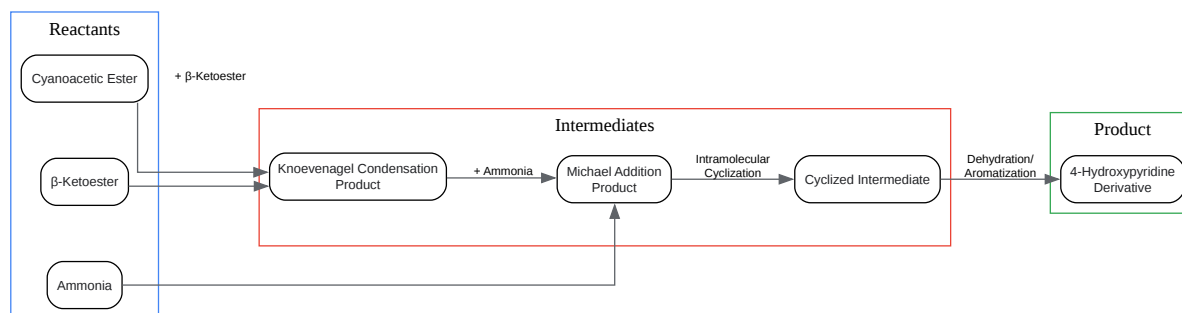 Reactants
Cyanoacetic Ester
+ β-Ketoester
β-Ketoester
Ammonia
Intermediates
Knoevenagel Condensation
Product
+ Ammonia
Michael Addition
Product
Intramolecular
Cyclization
Cyclized Intermediate
Dehydration/
Aromatization
Product
4-Hydroxypyridine
Derivative